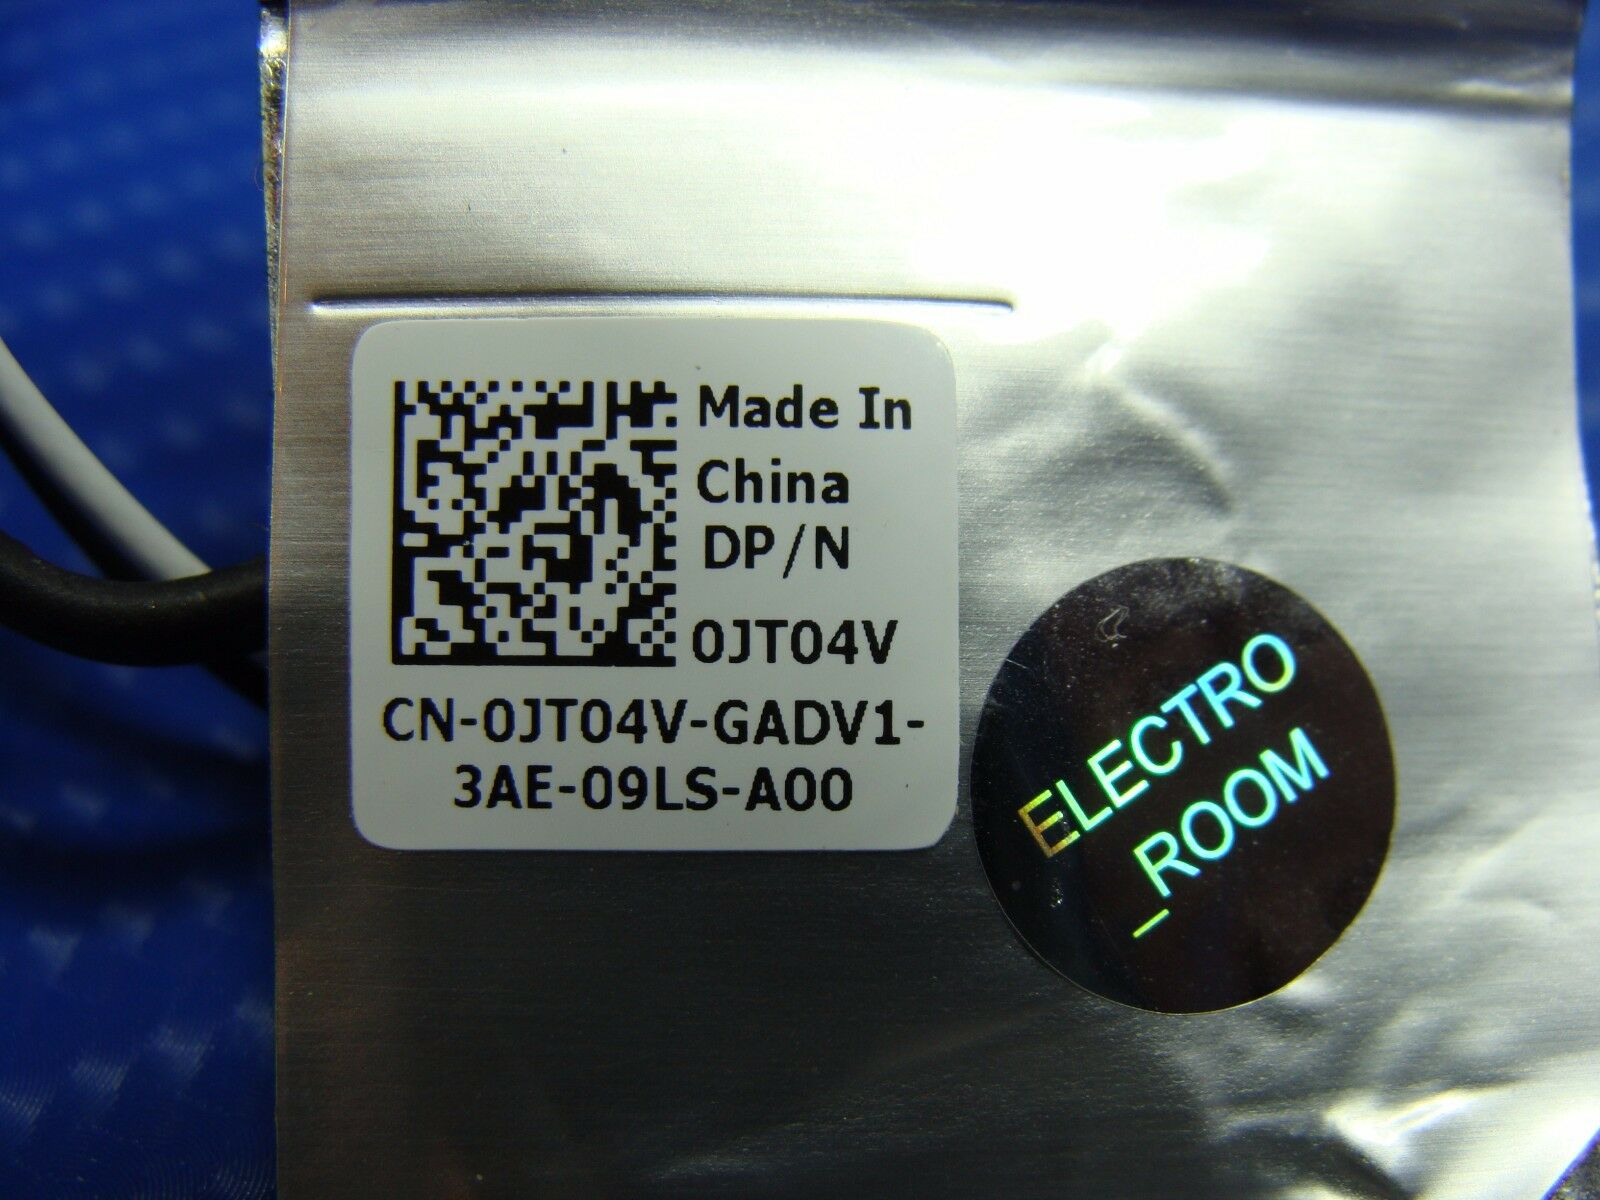 Made In
China
DP/N
0JT04V
CN-0JT04V-GADV1-
3AE-09LS-A00
ELECTRO
_ROOM